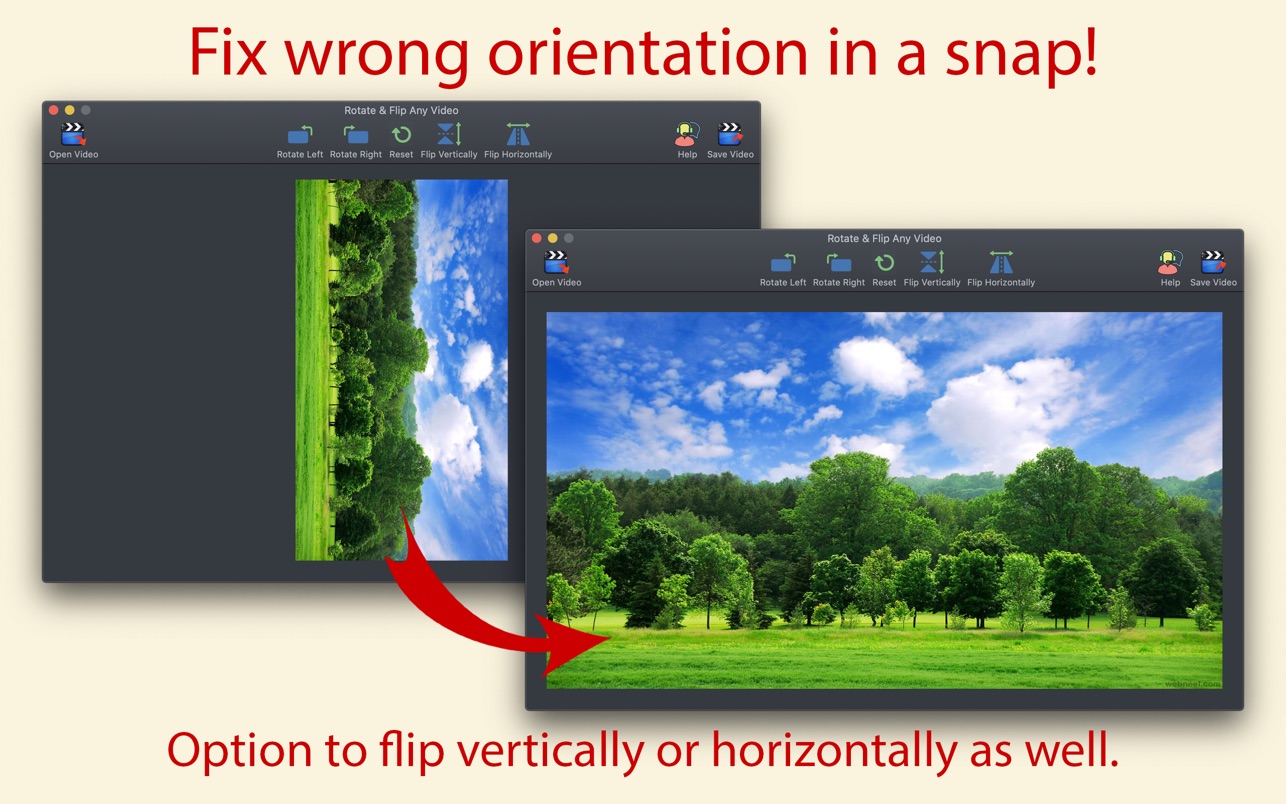 Fix wrong orientation in a snap!
Rotate & Flip Any Video
Open Video
Rotate Left Rotate Right Reset Flip Vertically Flip Horizontally
Help Save Video
Rotate & Flip Any Video
Open Video
Rotate Left Rotate Right Reset Flip Vertically Flip Horizontally
Help Save Video
Option to flip vertically or horizontally as well.